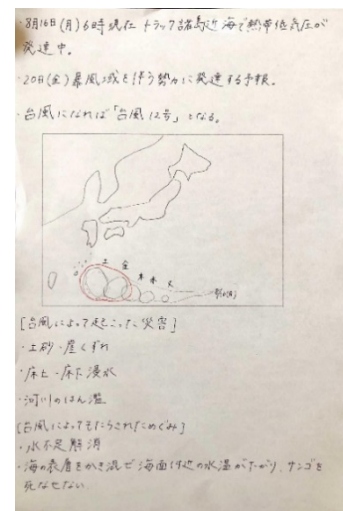 ・8月16日(月)6時現在 トラック諸島近海で熱帯低気圧が
発達中。
・20日(金)暴風域を伴う勢力に発達する予報。
・台風になれば「台風12号」となる。
土 金 木 水 火
[台風によって起こった災害]
・土砂・崖くずれ
・床上・床下浸水
・河川のはん濫
[台風によってもたらされためぐみ]
・水不足解消
・海の表層をかき混ぜ海面付近の水温が下がり、サンゴを
死なせない